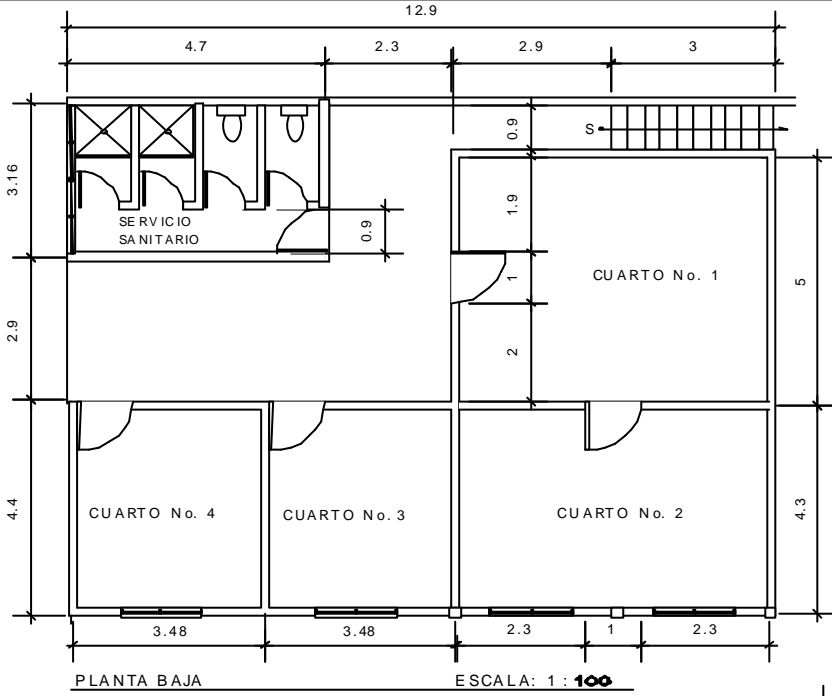 12.9
4.7 2.3 2.9 3
S
0.9
3.16
1.9
SERVICIO
SANITARIO
0.9
CUARTO No. 1
1
5
2.9
2
4.4
CUARTO No. 4
CUARTO No. 3
CUARTO No. 2
4.3
3.48 3.48 2.3 1 2.3
PLANTA BAJA ESCALA: 1 : 100